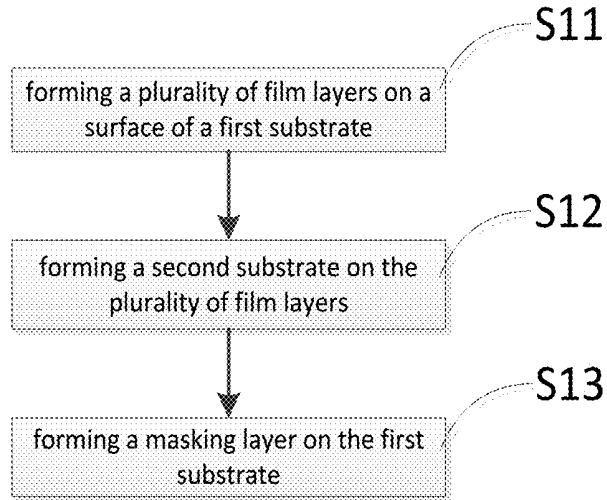 S11
forming a plurality of film layers on a
surface of a first substrate
S12
forming a second substrate on the
plurality of film layers
S13
forming a masking layer on the first
substrate